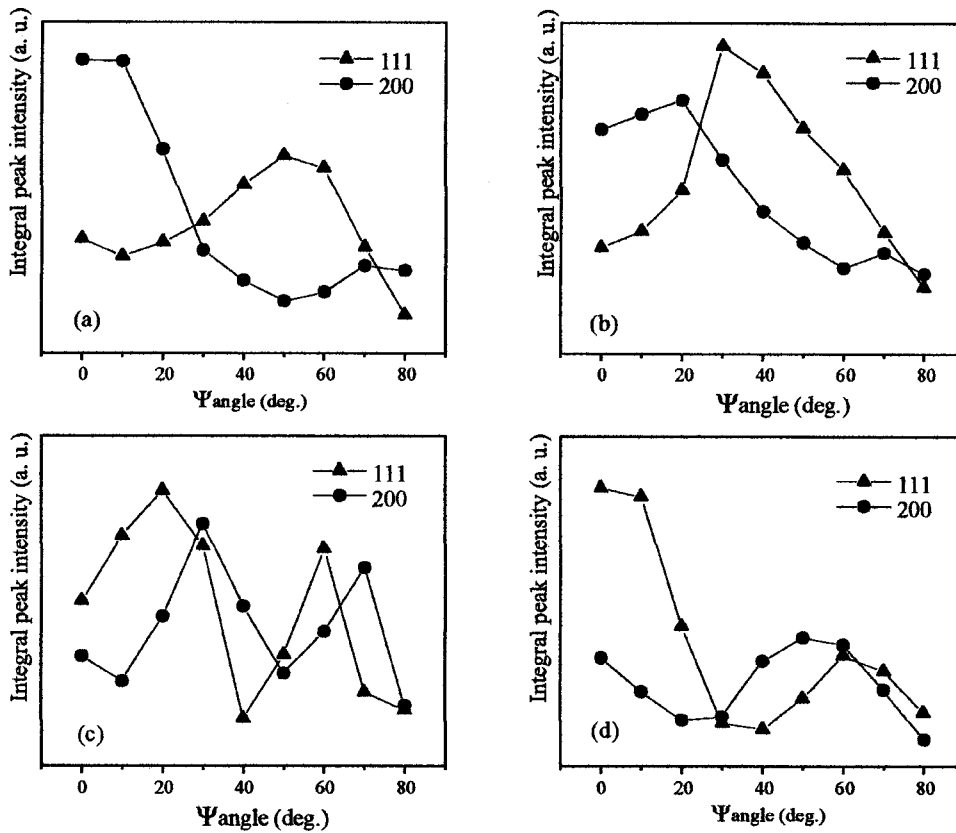 Integral peak intensity (a. u.)
111
200
(a)
0 20 40 60 80
Ψangle (deg.)
Integral peak intensity (a. u.)
111
200
(b)
0 20 40 60 80
Ψangle (deg.)
Integral peak intensity (a. u.)
111
200
(c)
0 20 40 60 80
Ψangle (deg.)
Integral peak intensity (a. u.)
111
200
(d)
0 20 40 60 80
Ψangle (deg.)